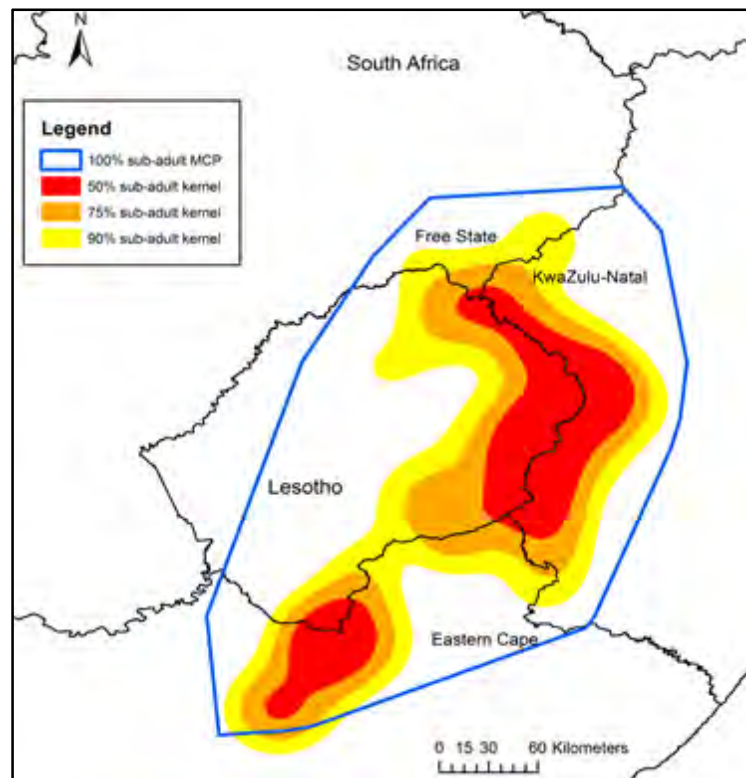 N
South Africa
Legend
100% sub-adult MCP
50% sub-adult kernel
75% sub-adult kernel
90% sub-adult kernel
Free State
KwaZulu-Natal
Lesotho
Eastern Cape
0 15 30 60 Kilometers